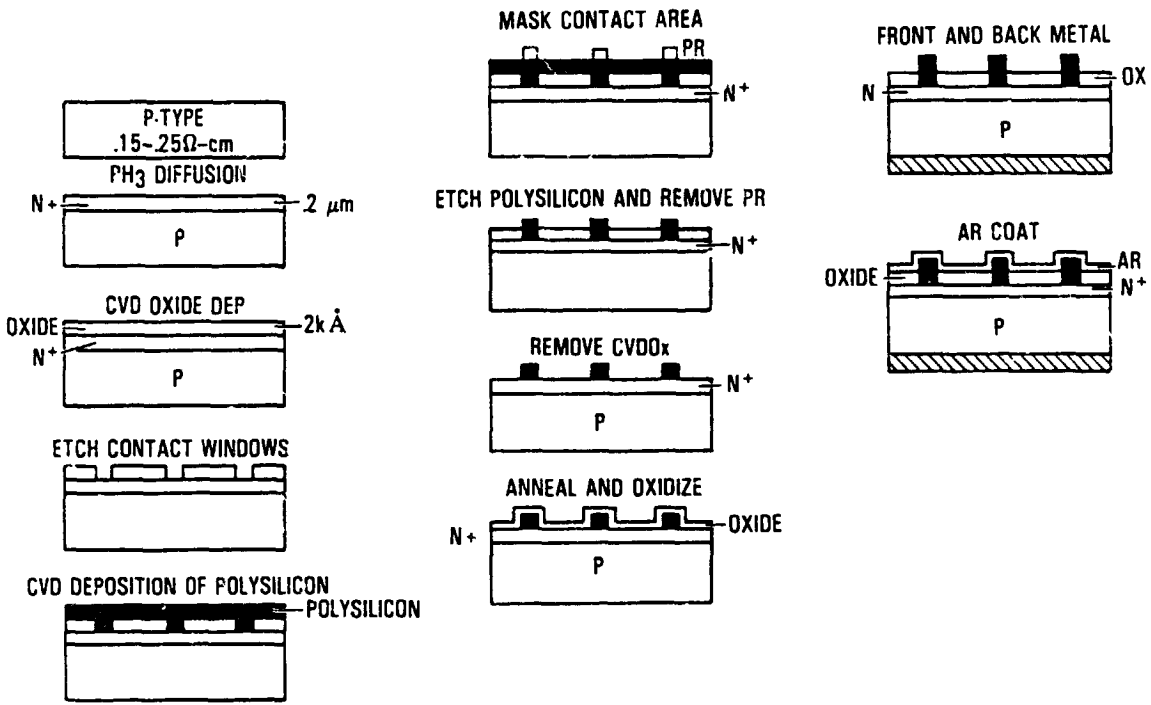 P-TYPE
.15-.25Ω-cm
PH3 DIFFUSION
N+
.2 μm
P
CVD OXIDE DEP
OXIDE
2k Å
N+
P
ETCH CONTACT WINDOWS
CVD DEPOSITION OF POLYSILICON
POLYSILICON
MASK CONTACT AREA
PR
N+
ETCH POLYSILICON AND REMOVE PR
N+
REMOVE CVDOx
N+
P
ANNEAL AND OXIDIZE
OXIDE
N+
P
FRONT AND BACK METAL
OX
N
P
AR COAT
AR
OXIDE
N+
P